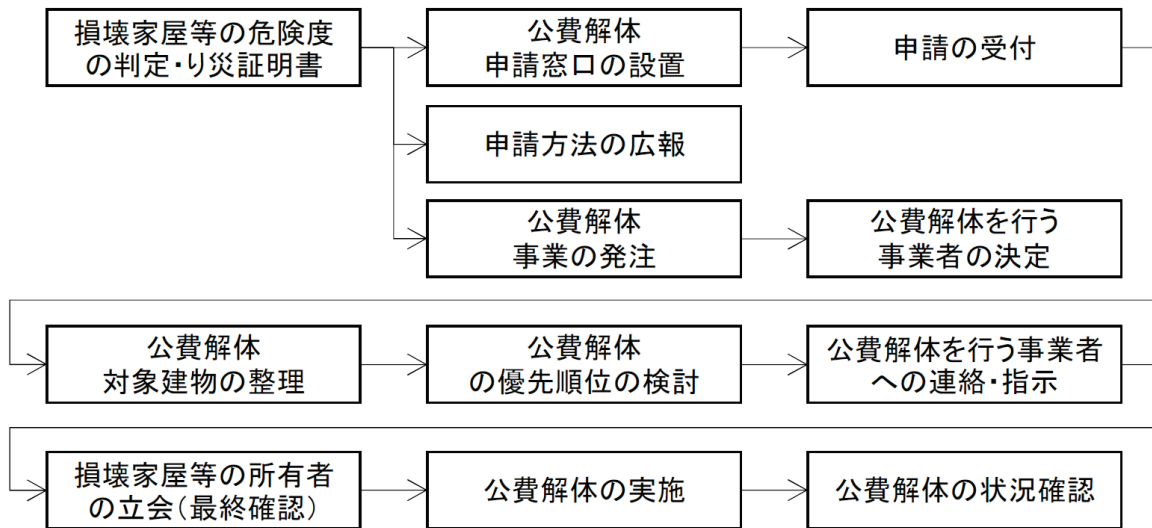 損壊家屋等の危険度
の判定・り災証明書
公費解体
申請窓口の設置
申請の受付
申請方法の広報
公費解体
事業の発注
公費解体を行う
事業者の決定
公費解体
対象建物の整理
公費解体
の優先順位の検討
公費解体を行う事業者
への連絡・指示
損壊家屋等の所有者
の立会（最終確認）
公費解体の実施
公費解体の状況確認